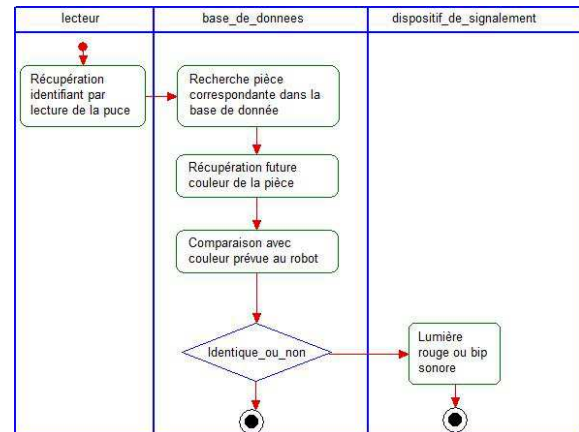 lecteur
base_de_donnees
dispositif_de_signalement
Récupération
identifiant par
lecture de la puce
Recherche pièce
correspondante dans la
base de donnée
Récupération future
couleur de la pièce
Comparaison avec
couleur prévue au robot
Identique_ou_non
Lumière
rouge ou bip
sonore